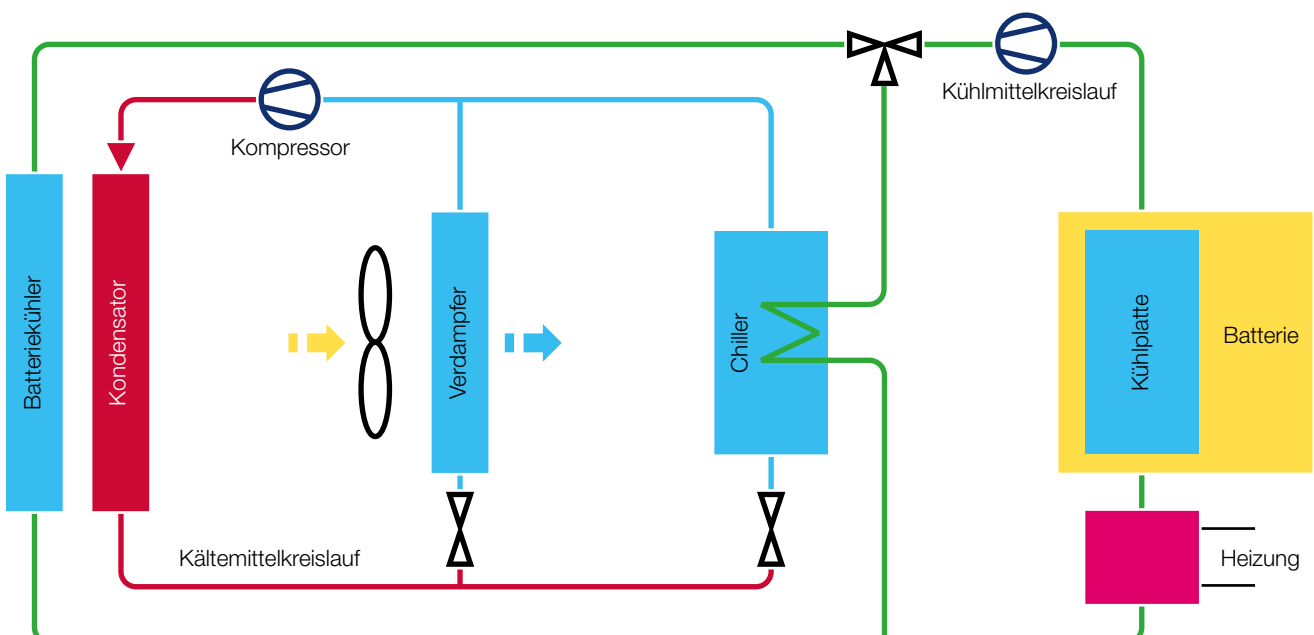 Kühlmittelkreislauf
Kompressor
Batteriekühler
Kondensator
Verdampfer
Chiller
Kühlplatte
Batterie
Kältemittelkreislauf
Heizung